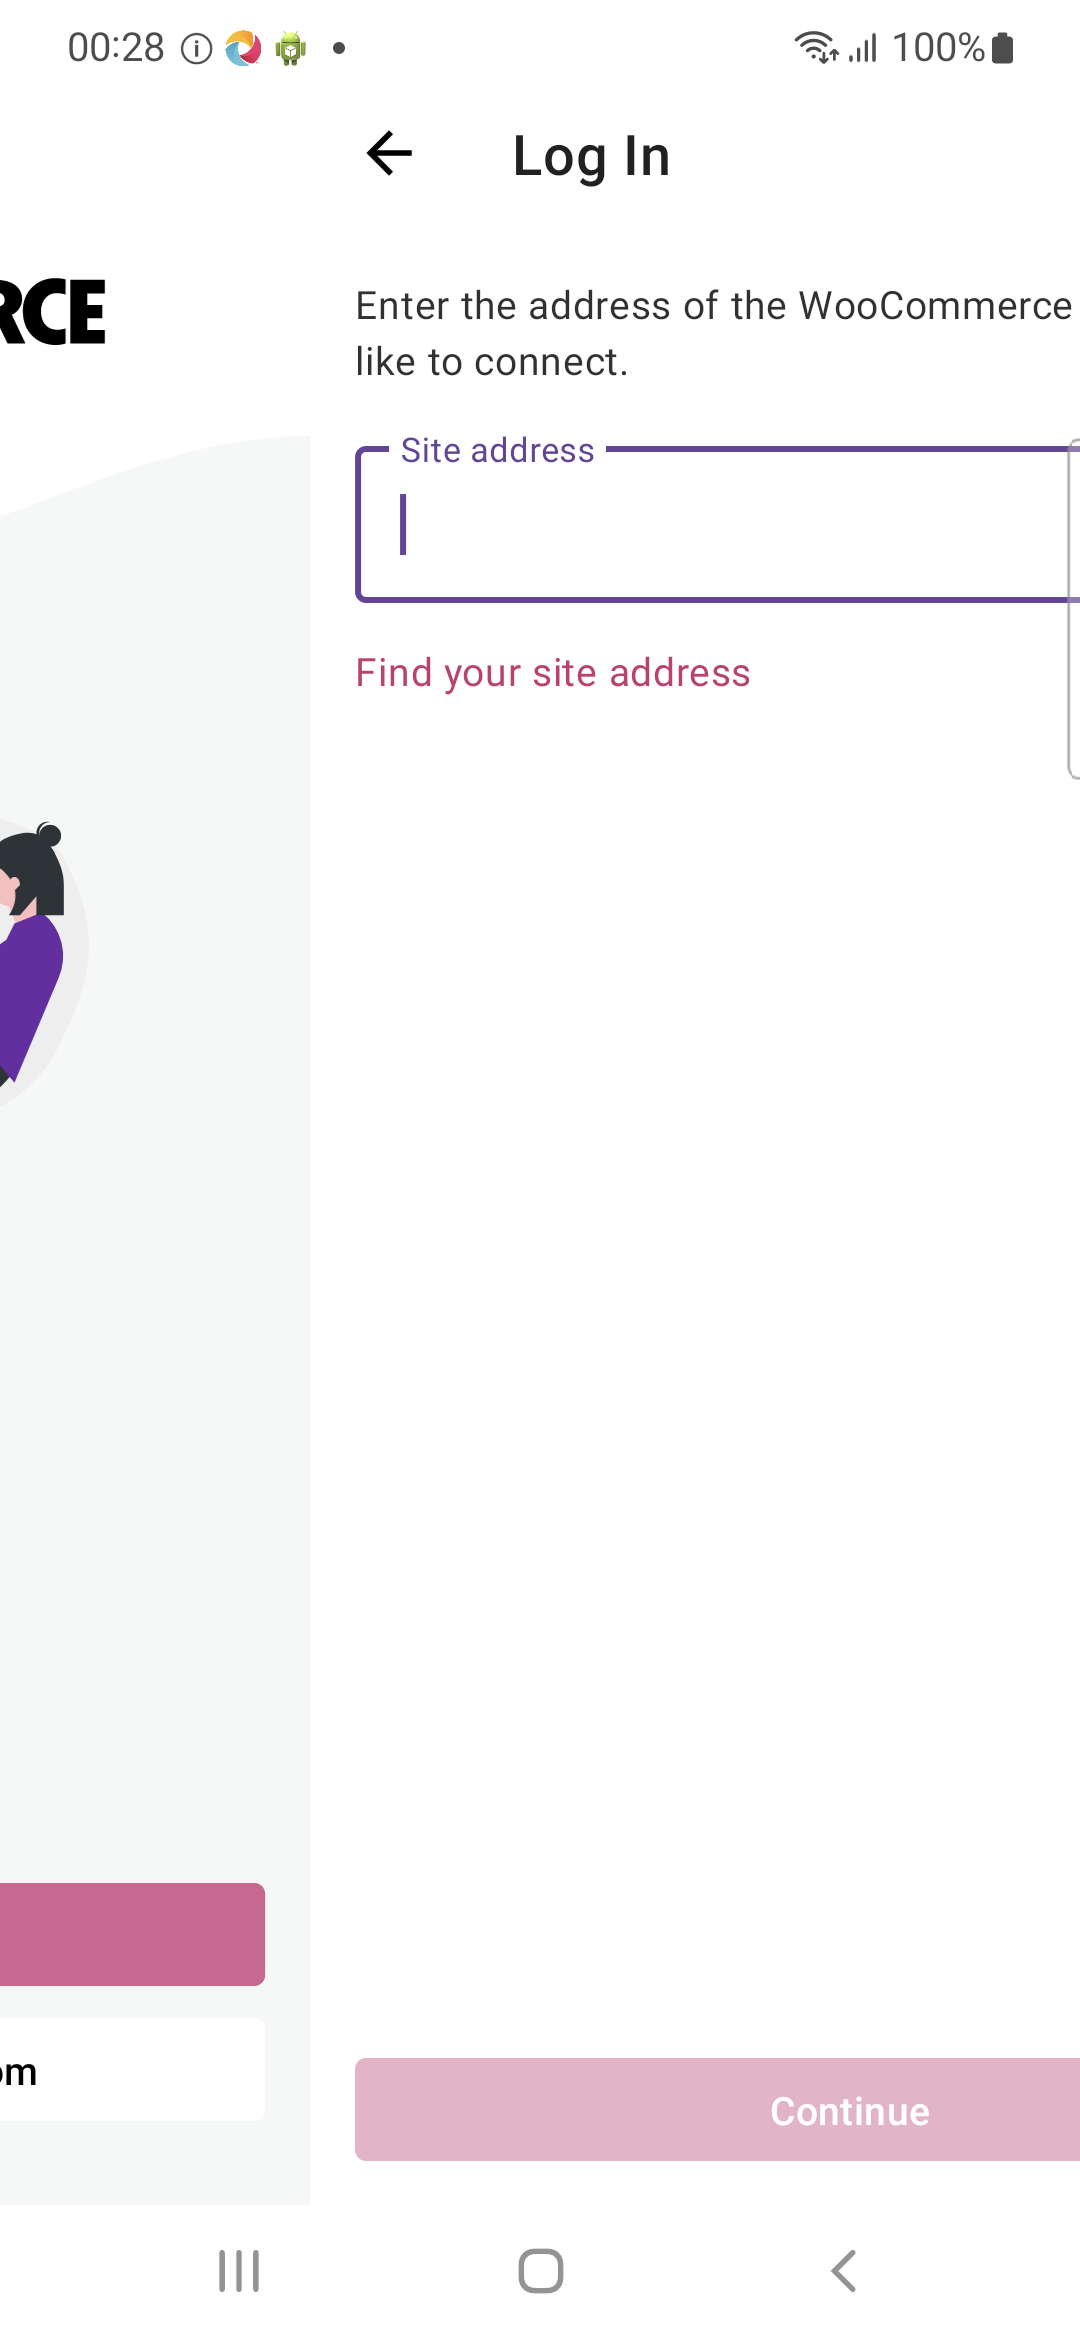 00:28
100%
Log In
RCE
Enter the address of the WooCommerce
like to connect.
Site address
Find your site address
om
Continue